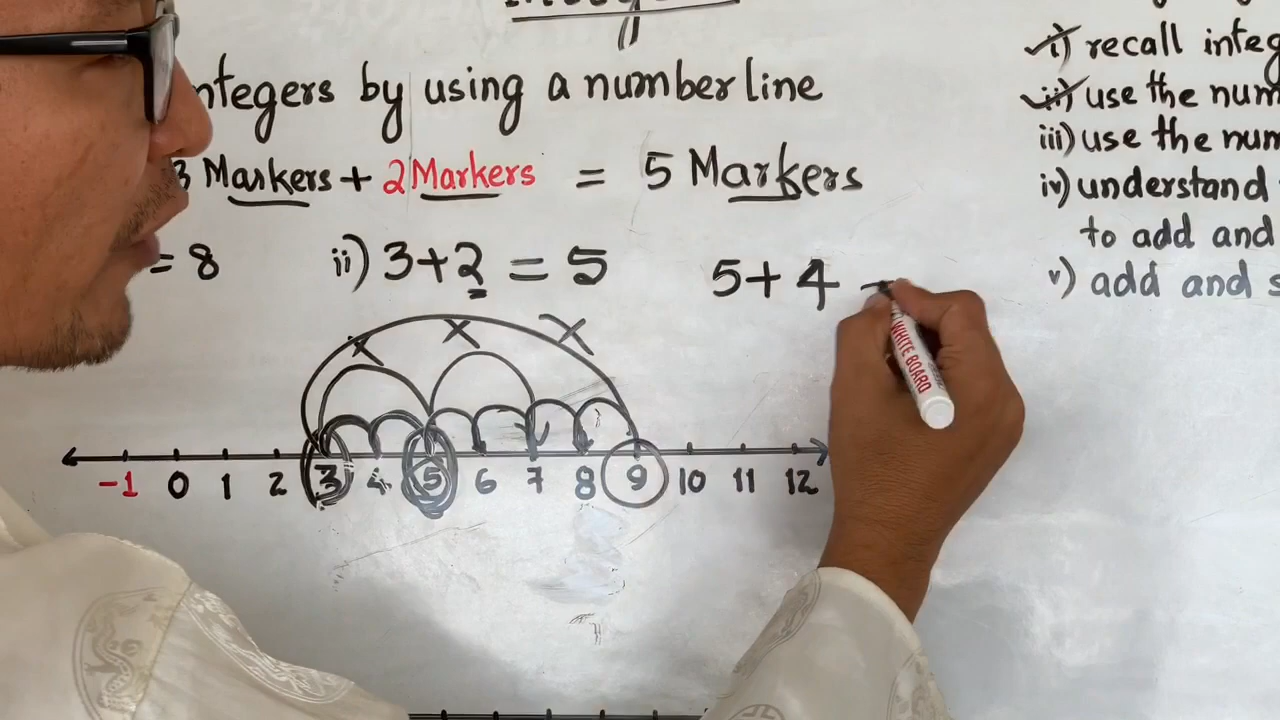 integers by using a number line
3 Markers + 2 Markers = 5 Markers
= 8 ii) 3+2 = 5 5+4 -
-1 0 1 2 3 4 5 6 7 8 9 10 11 12
i) recall integ
ii) use the num
iii) use the num
iv) understand
to add and
v) add and s
WHITE BOARD